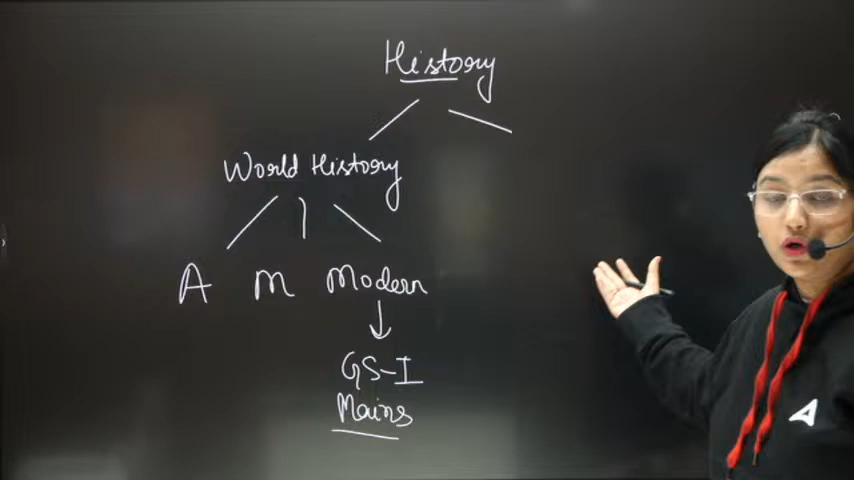 History
World History
A M Modern
GS-I
Mains